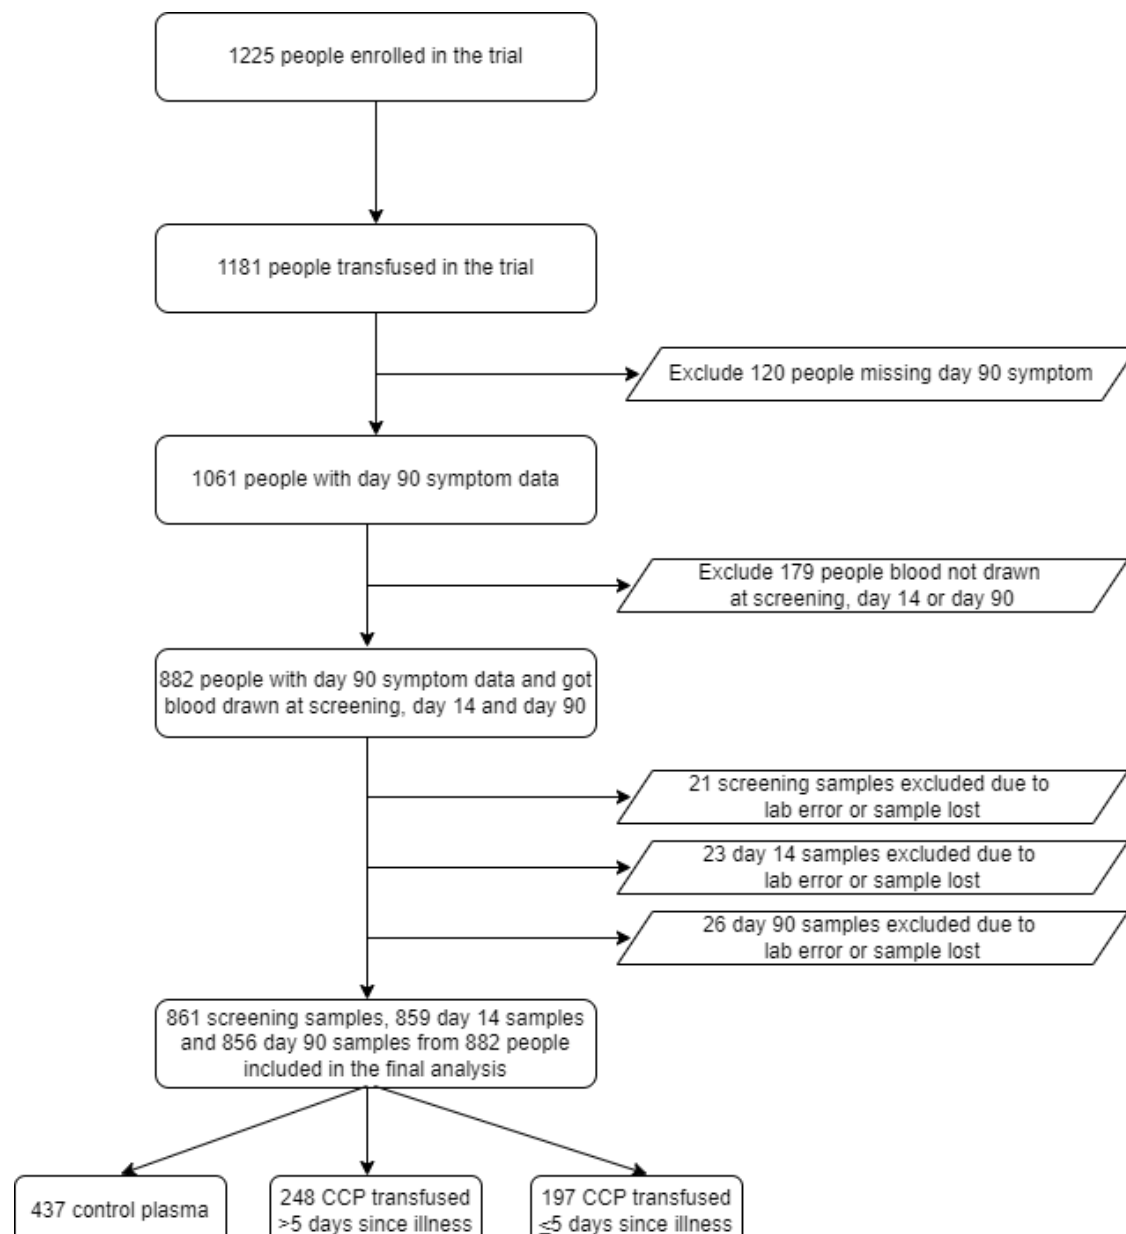 1225 people enrolled in the trial
1181 people transfused in the trial
Exclude 120 people missing day 90 symptom
1061 people with day 90 symptom data
Exclude 179 people blood not drawn
at screening, day 14 or day 90
882 people with day 90 symptom data and got
blood drawn at screening, day 14 and day 90
21 screening samples excluded due to
lab error or sample lost
23 day 14 samples excluded due to
lab error or sample lost
26 day 90 samples excluded due to
lab error or sample lost
861 screening samples, 859 day 14 samples
and 856 day 90 samples from 882 people
included in the final analysis
437 control plasma
248 CCP transfused
>5 days since illness
197 CCP transfused
≤5 days since illness